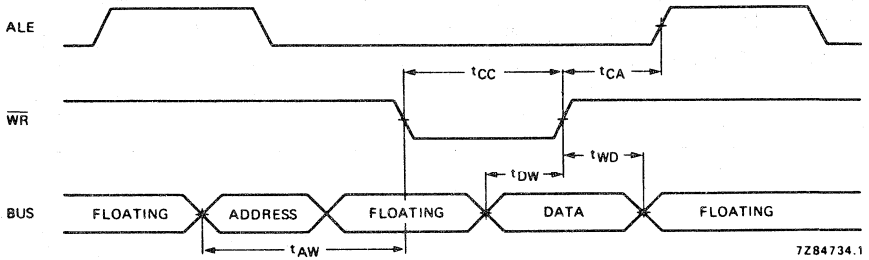 ALE
tCC
tCA
WR
tDW
tWD
BUS
FLOATING
ADDRESS
FLOATING
DATA
FLOATING
tAW
7Z84734.1